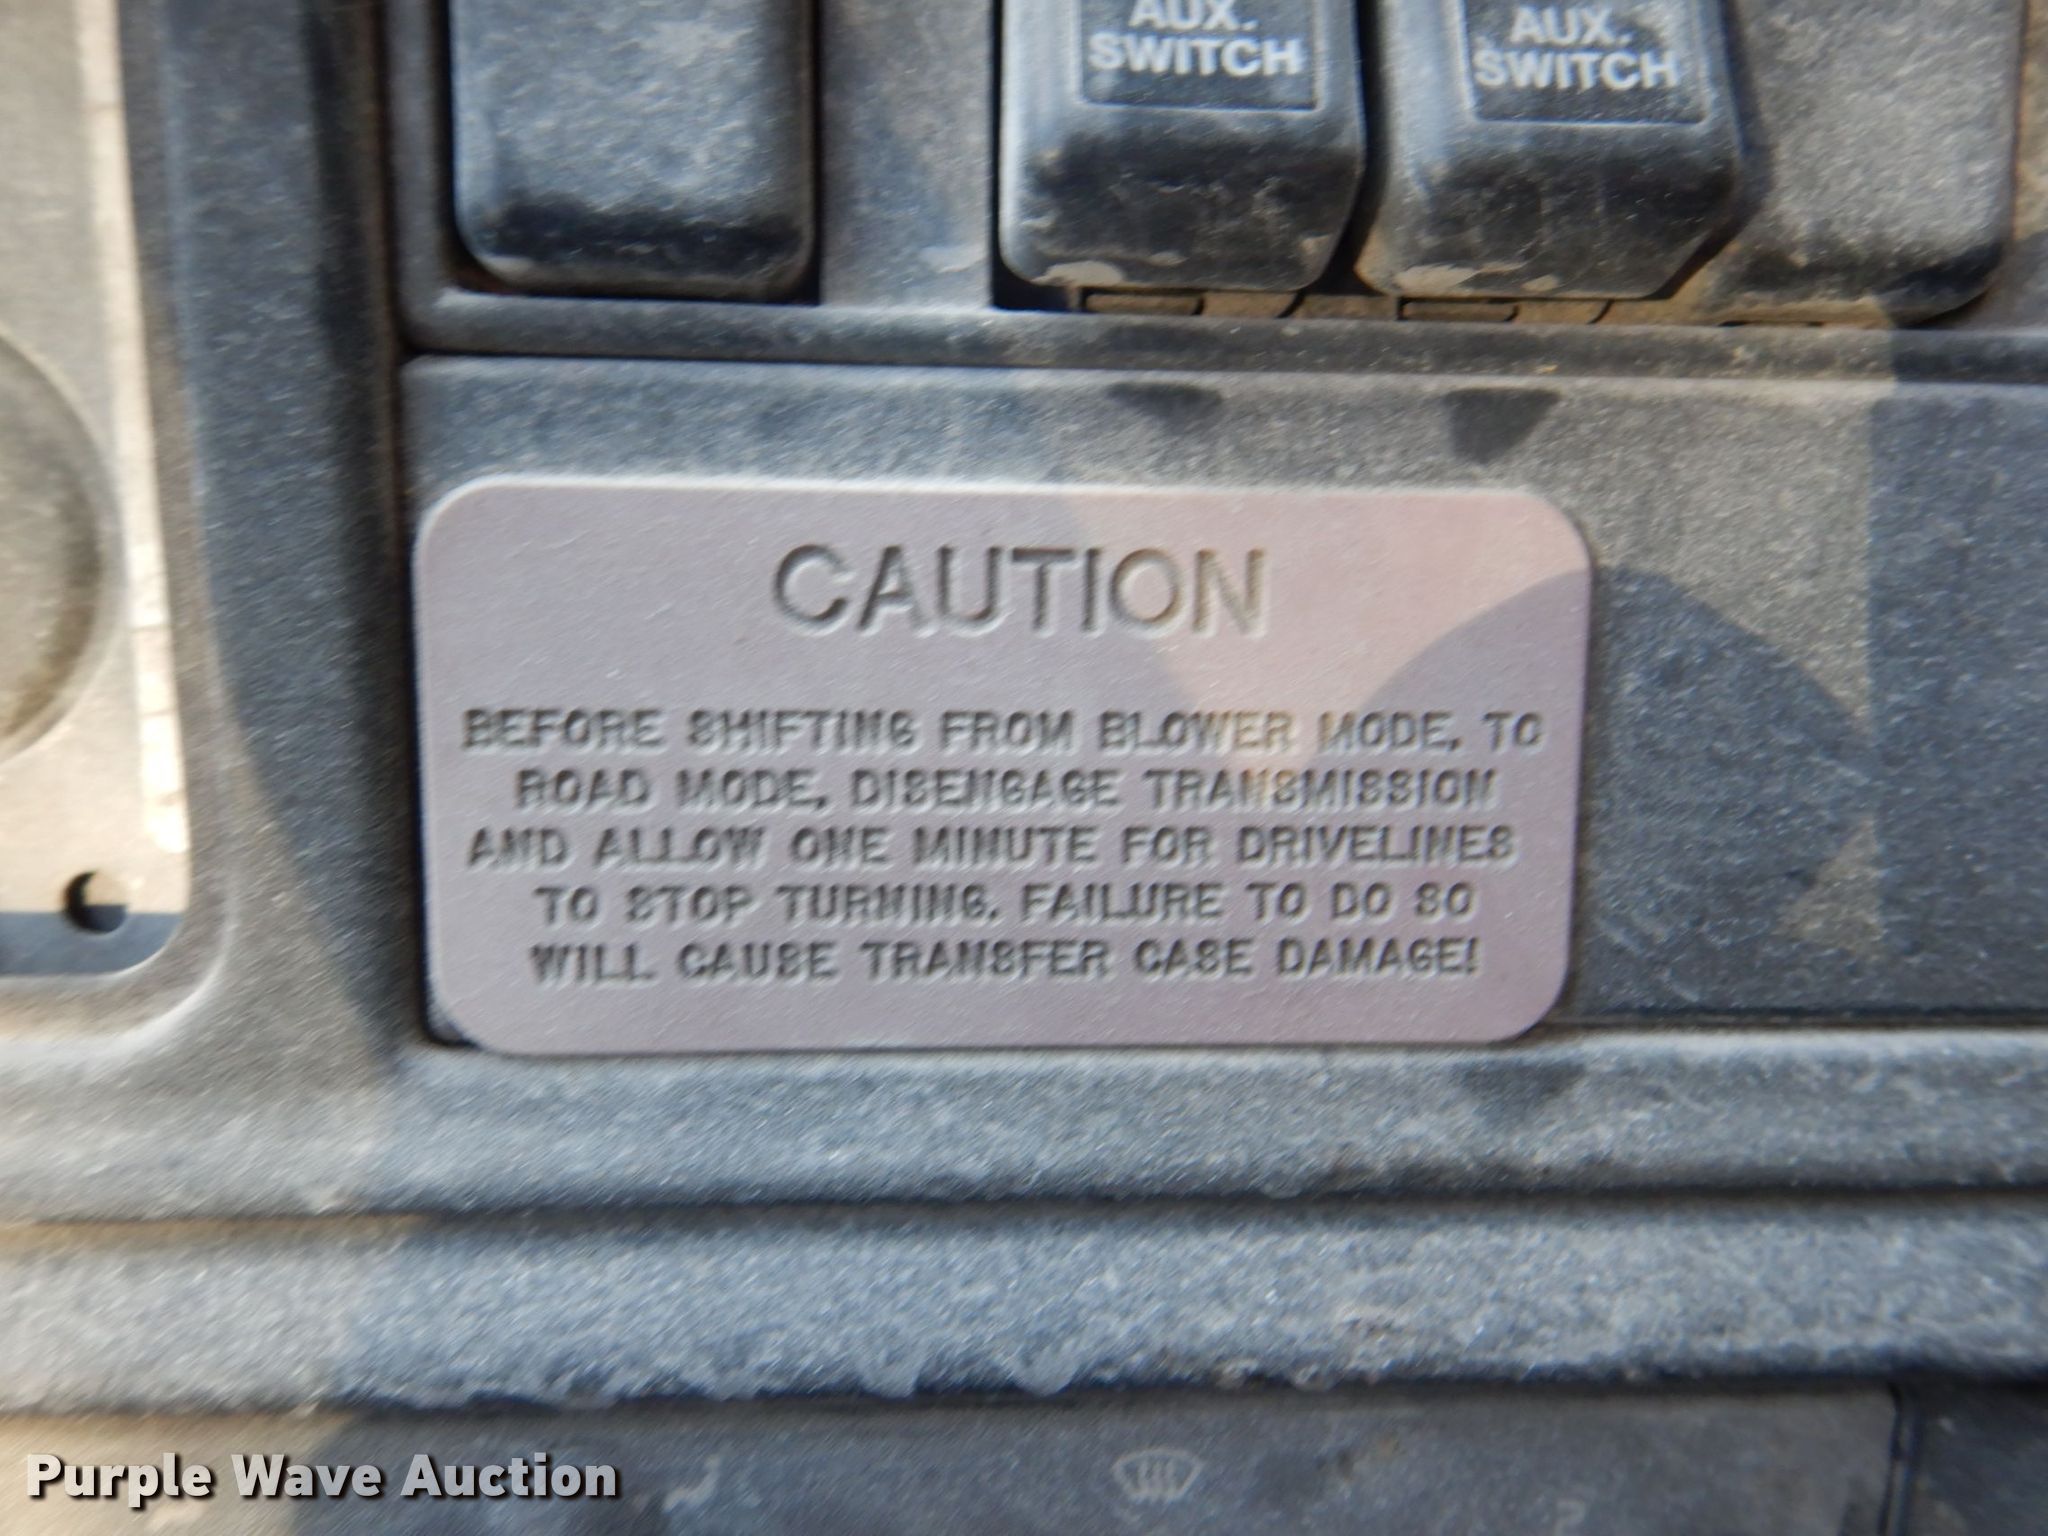 AUX.
SWITCH
AUX.
SWITCH
CAUTION
BEFORE SHIFTING FROM BLOWER MODE, TO
ROAD MODE, DISENGAGE TRANSMISSION
AND ALLOW ONE MINUTE FOR DRIVELINES
TO STOP TURNING. FAILURE TO DO SO
WILL CAUSE TRANSFER CASE DAMAGE!
Purple Wave Auction